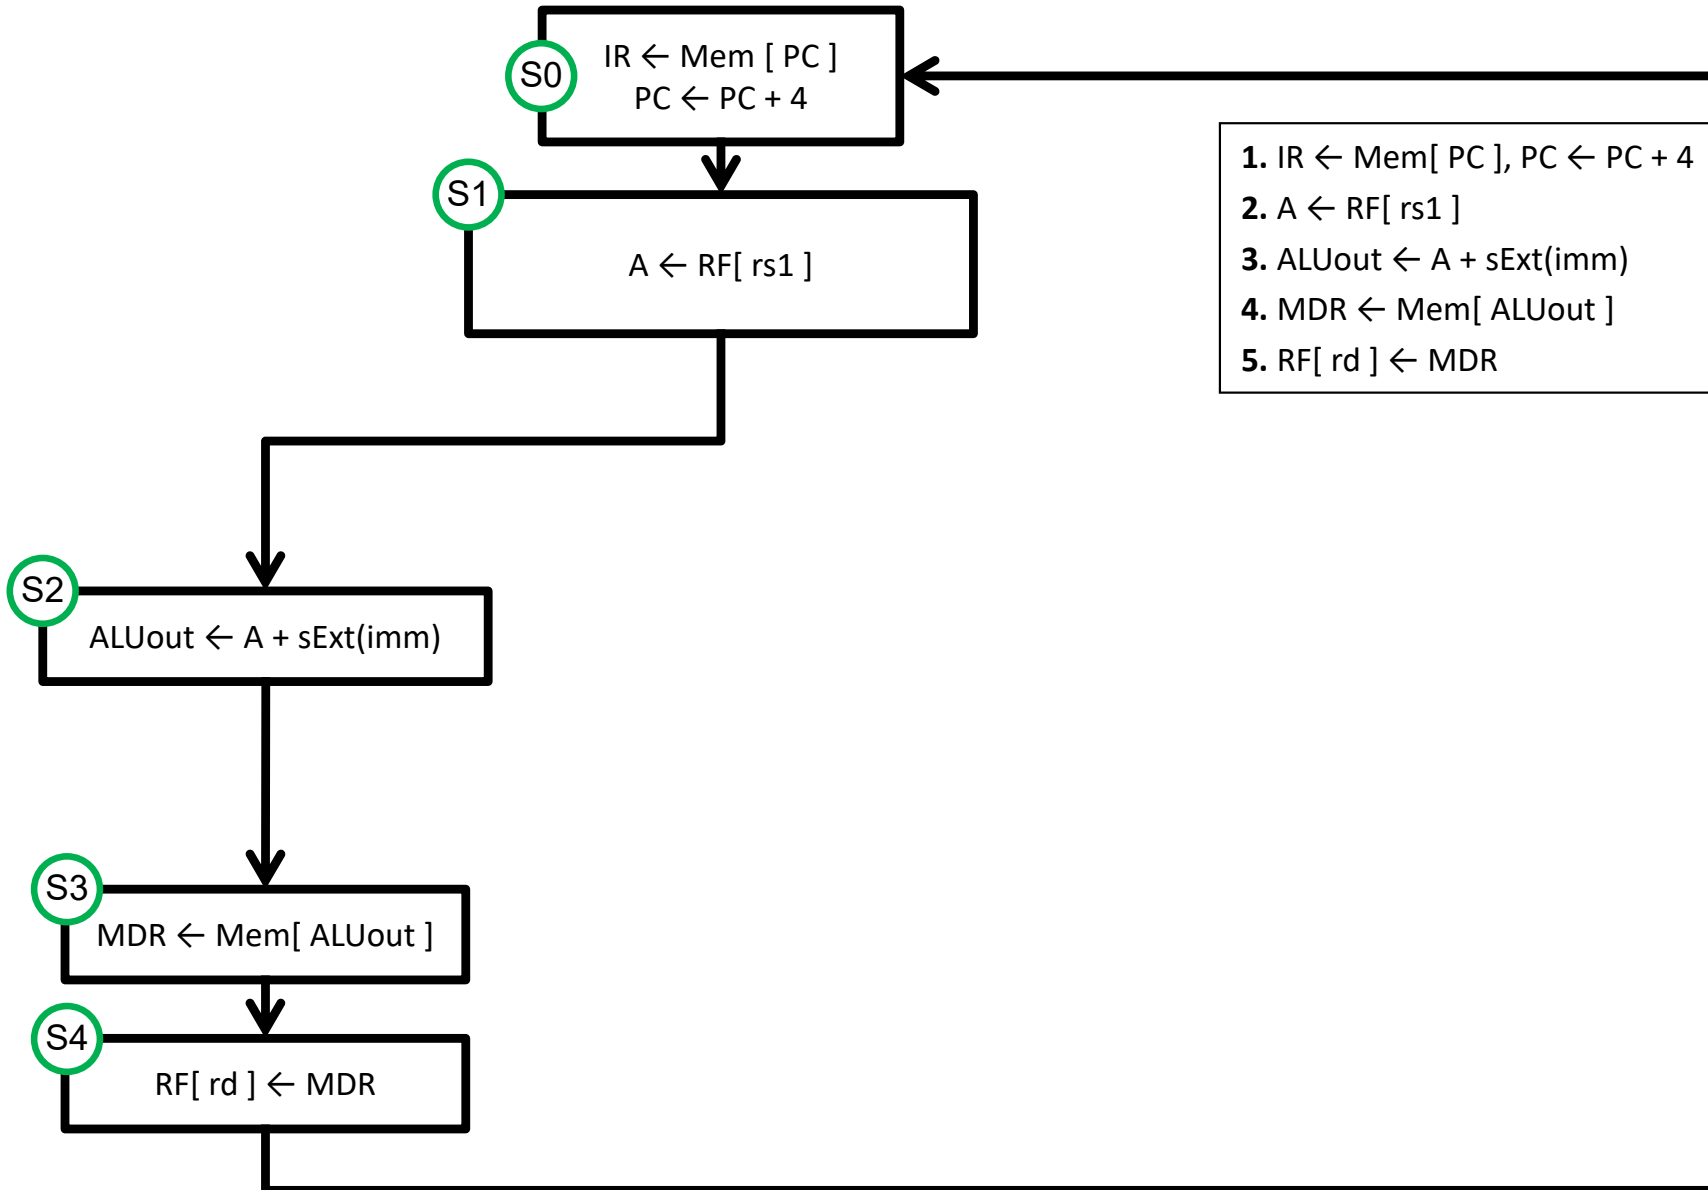 S0
IR ← Mem [ PC ]
PC ← PC + 4
1. IR ← Mem[ PC ], PC ← PC + 4
2. A ← RF[ rs1 ]
3. ALUout ← A + sExt(imm)
4. MDR ← Mem[ ALUout ]
5. RF[ rd ] ← MDR
S1
A ← RF[ rs1 ]
S2
ALUout ← A + sExt(imm)
S3
MDR ← Mem[ ALUout ]
S4
RF[ rd ] ← MDR